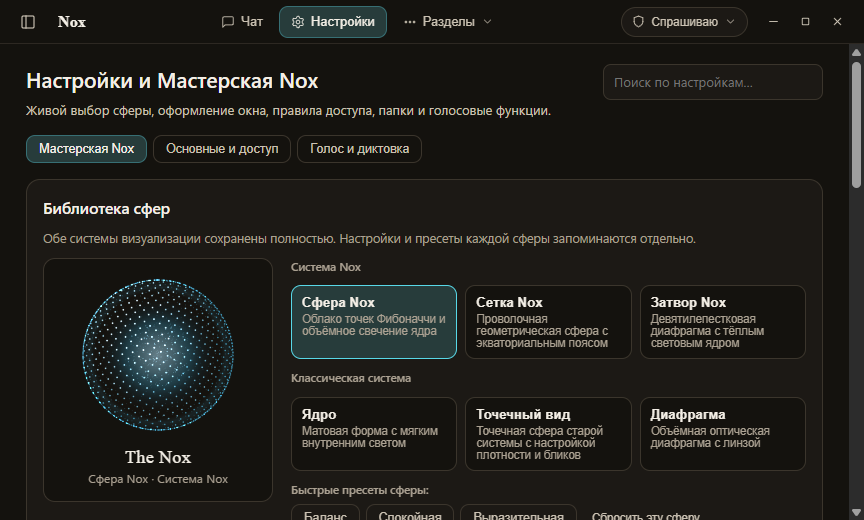 Nox
Чат
Настройки
Разделы
Спрашиваю
Настройки и Мастерская Nox
Поиск по настройкам...
Живой выбор сферы, оформление окна, правила доступа, папки и голосовые функции.
Мастерская Nox
Основные и доступ
Голос и диктовка
Библиотека сфер
Обе системы визуализации сохранены полностью. Настройки и пресеты каждой сферы запоминаются отдельно.
The Nox
Сфера Nox · Система Nox
Система Nox
Сфера Nox
Облако точек Фибоначчи и
объёмное свечение ядра
Сетка Nox
Проволочная
геометрическая сфера с
экваториальным поясом
Затвор Nox
Девятилепестковая
диафрагма с тёплым
световым ядром
Классическая система
Ядро
Матовая форма с мягким
внутренним светом
Точечный вид
Точечная сфера старой
системы с настройкой
плотности и бликов
Диафрагма
Объёмная оптическая
диафрагма с линзой
Быстрые пресеты сферы:
Баланс
Спокойная
Выразительная
Сбросить эту сферу